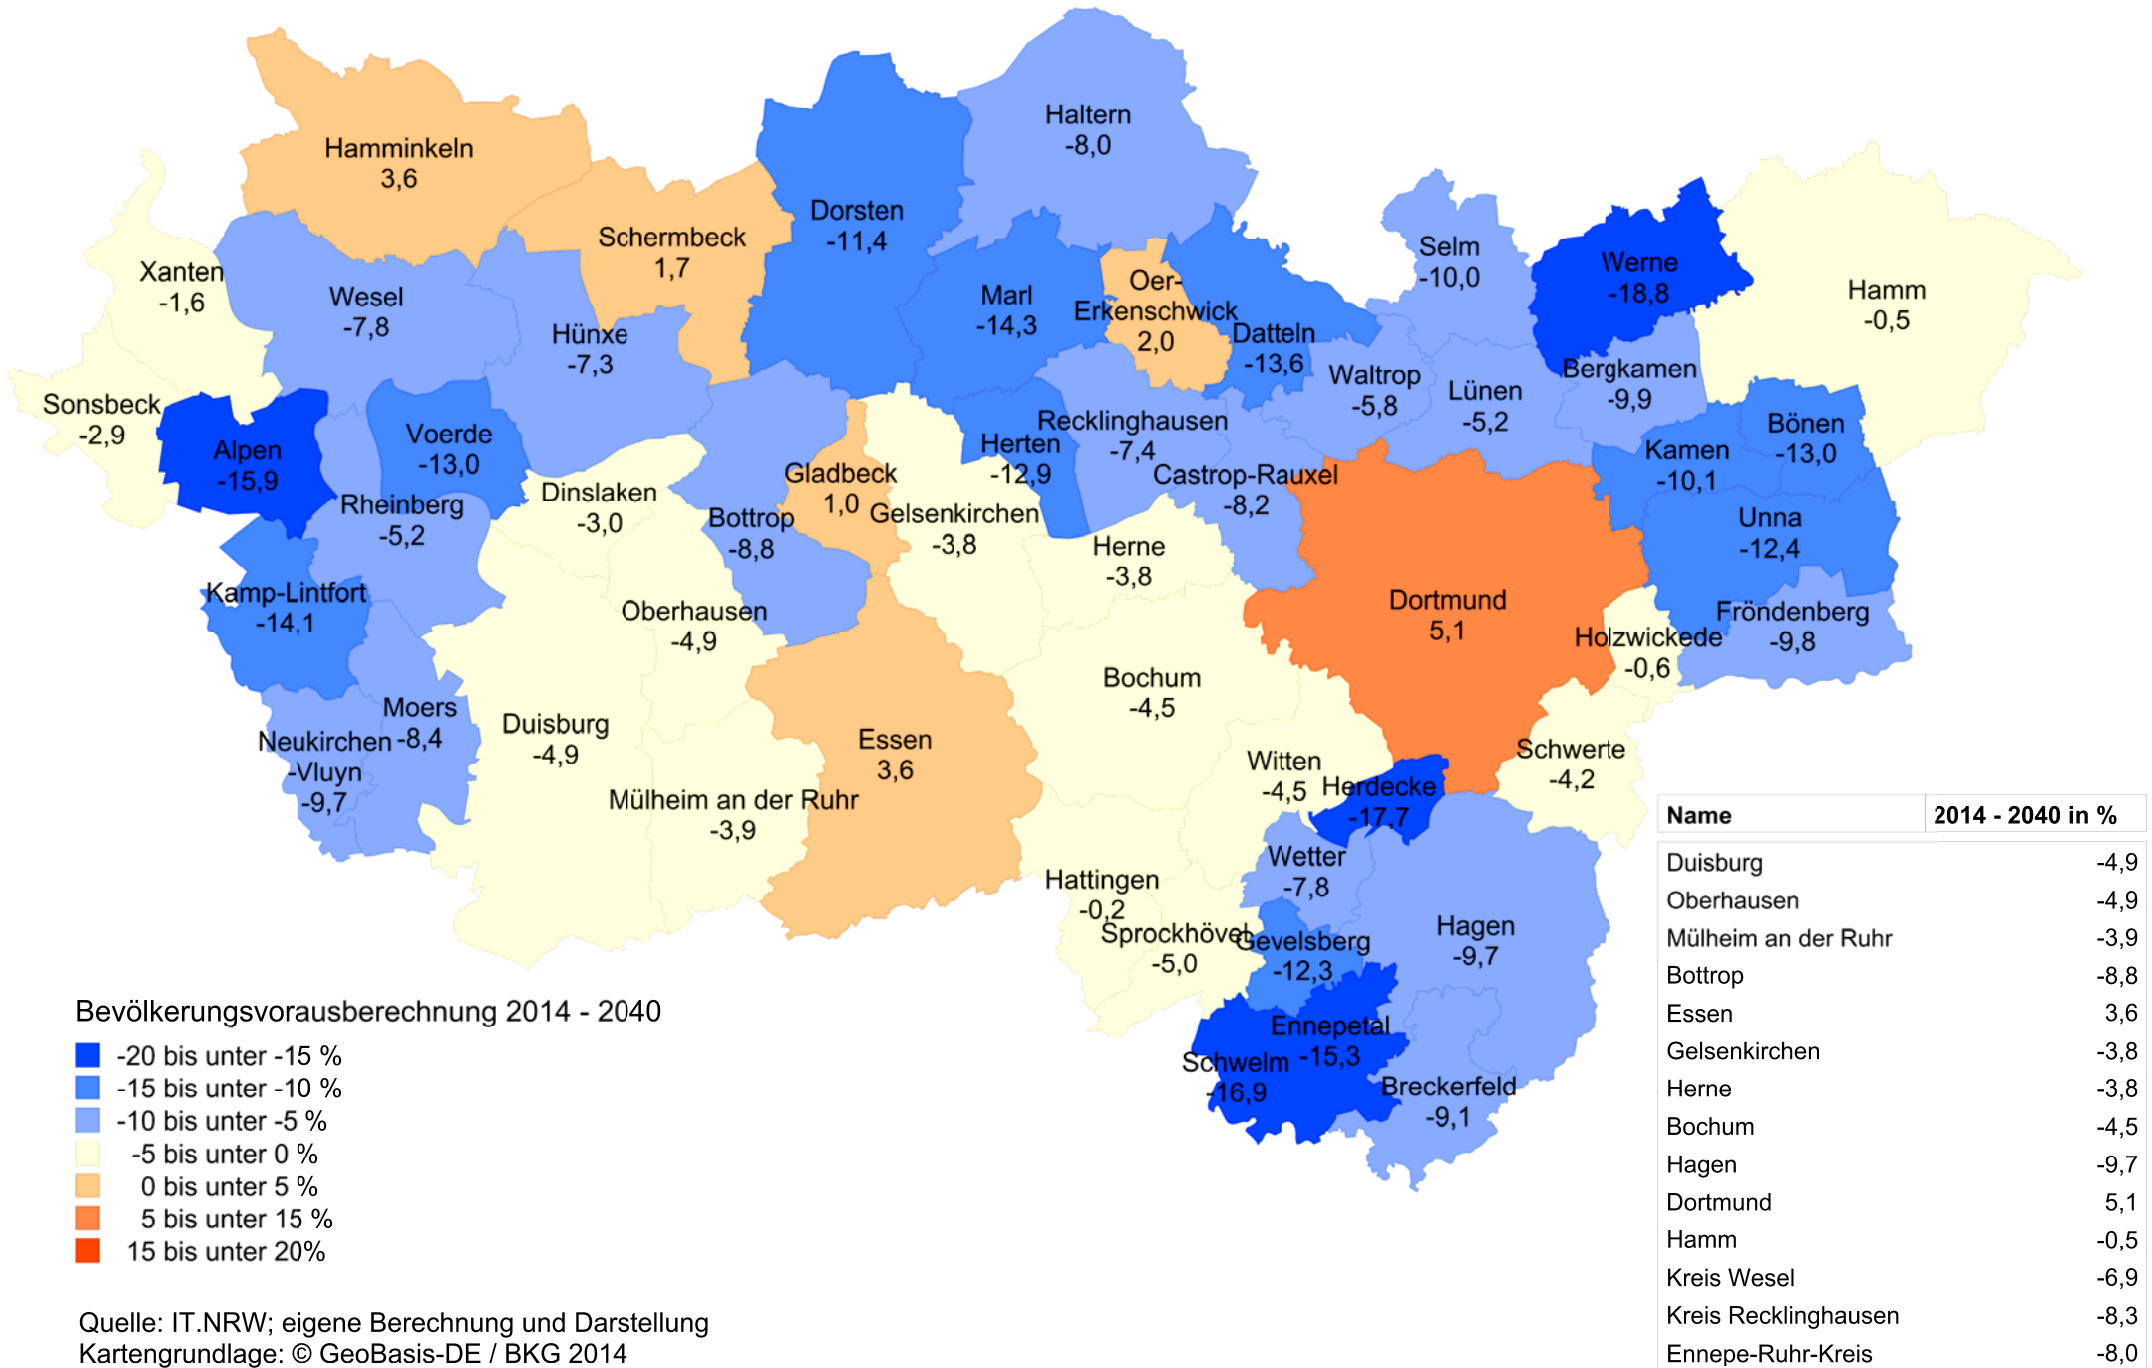 Haltern
-8,0
Hamminkeln
3,6
Dorsten
-11,4
Schermbeck
1,7
Selm
-10,0
Werne
-18,8
Xanten
-1,6
Wesel
-7,8
Marl
-14,3
Oer-
Erkenschwick
2,0
Hamm
-0,5
Hünxe
-7,3
Datteln
-13,6
Waltrop
-5,8
Lünen
-5,2
Bergkamen
-9,9
Sonsbeck
-2,9
Alpen
-15,9
Voerde
-13,0
Recklinghausen
-7,4
Herten
-12,9
Kamen
-10,1
Bönen
-13,0
Castrop-Rauxel
-8,2
Gladbeck
1,0
Dinslaken
-3,0
Rheinberg
-5,2
Bottrop
-8,8
Gelsenkirchen
-3,8
Unna
-12,4
Herne
-3,8
Kamp-Lintfort
-14,1
Oberhausen
-4,9
Dortmund
5,1
Holzwickede
-0,6
Fröndenberg
-9,8
Bochum
-4,5
Moers
-8,4
Duisburg
-4,9
Neukirchen
-Vluyn
-9,7
Essen
3,6
Witten
-4,5
Schwerte
-4,2
Mülheim an der Ruhr
-3,9
Herdecke
-17,7
Wetter
-7,8
Hattingen
-0,2
Sprockhövel
-5,0
Gevelsberg
-12,3
Hagen
-9,7
Ennepetal
-15,3
Schwelm
-16,9
Breckerfeld
-9,1
Bevölkerungsvorausberechnung 2014 - 2040
-20 bis unter -15 %
-15 bis unter -10 %
-10 bis unter -5 %
-5 bis unter 0 %
0 bis unter 5 %
5 bis unter 15 %
15 bis unter 20%
Quelle: IT.NRW; eigene Berechnung und Darstellung
Kartengrundlage: © GeoBasis-DE / BKG 2014
Name 2014 - 2040 in %
Duisburg -4,9
Oberhausen -4,9
Mülheim an der Ruhr -3,9
Bottrop -8,8
Essen 3,6
Gelsenkirchen -3,8
Herne -3,8
Bochum -4,5
Hagen -9,7
Dortmund 5,1
Hamm -0,5
Kreis Wesel -6,9
Kreis Recklinghausen -8,3
Ennepe-Ruhr-Kreis -8,0